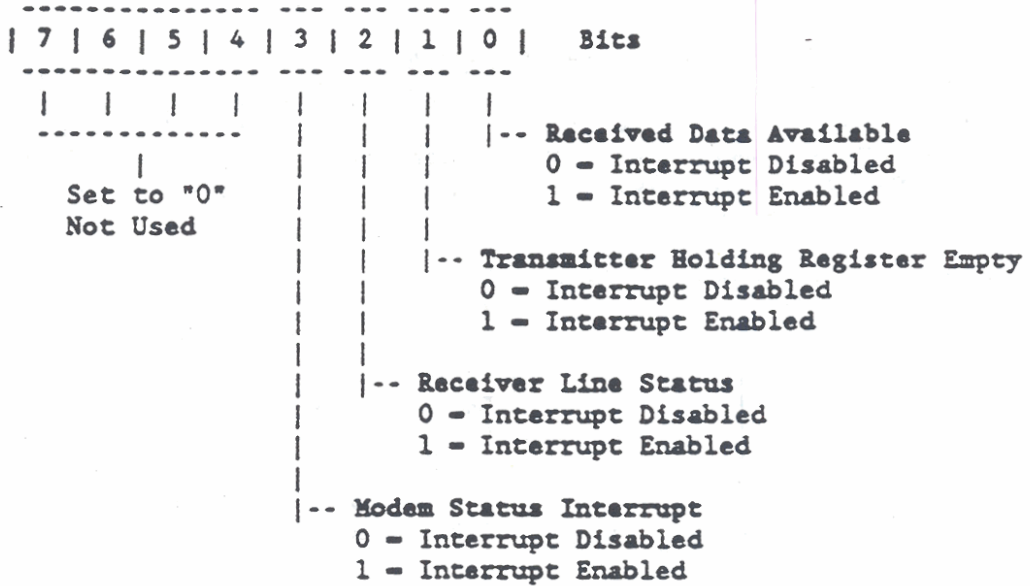 | 7 | 6 | 5 | 4 | 3 | 2 | 1 | 0 | Bits
|-- Received Data Available
0 = Interrupt Disabled
1 = Interrupt Enabled
Set to "0"
Not Used
|-- Transmitter Holding Register Empty
0 = Interrupt Disabled
1 = Interrupt Enabled
|-- Receiver Line Status
0 = Interrupt Disabled
1 = Interrupt Enabled
|-- Modem Status Interrupt
0 = Interrupt Disabled
1 = Interrupt Enabled